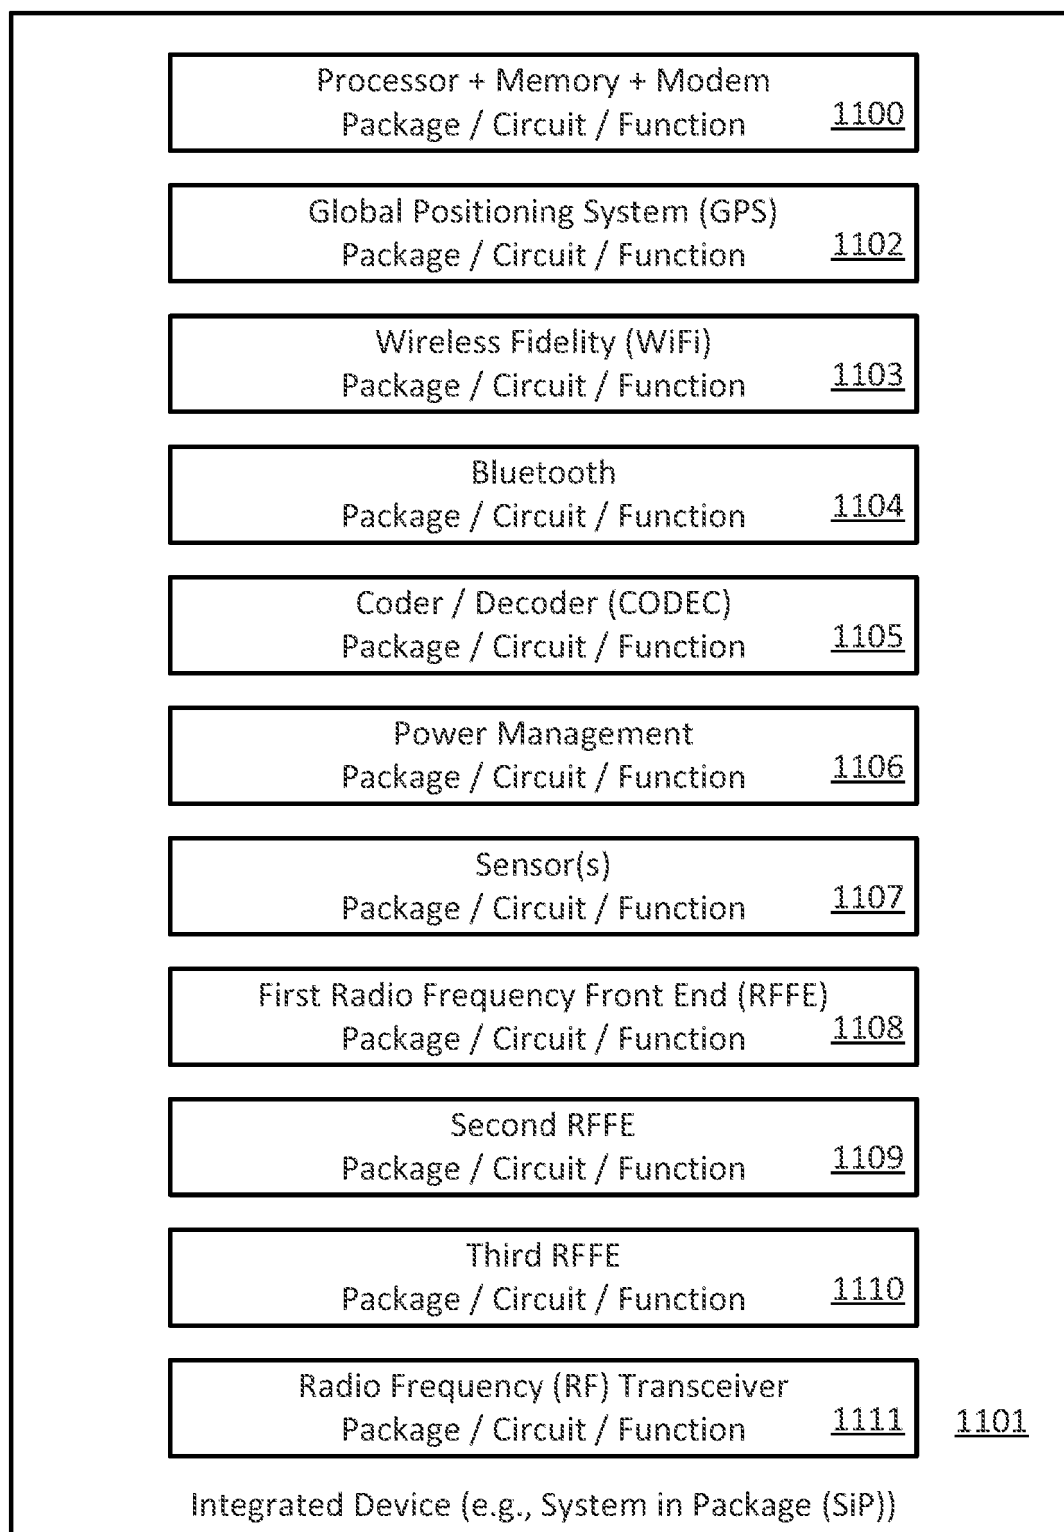 Processor + Memory + Modem
Package / Circuit / Function 1100
Global Positioning System (GPS)
Package / Circuit / Function 1102
Wireless Fidelity (WiFi)
Package / Circuit / Function 1103
Bluetooth
Package / Circuit / Function 1104
Coder / Decoder (CODEC)
Package / Circuit / Function 1105
Power Management
Package / Circuit / Function 1106
Sensor(s)
Package / Circuit / Function 1107
First Radio Frequency Front End (RFFE)
Package / Circuit / Function 1108
Second RFFE
Package / Circuit / Function 1109
Third RFFE
Package / Circuit / Function 1110
Radio Frequency (RF) Transceiver
Package / Circuit / Function 1111 1101
Integrated Device (e.g., System in Package (SiP))